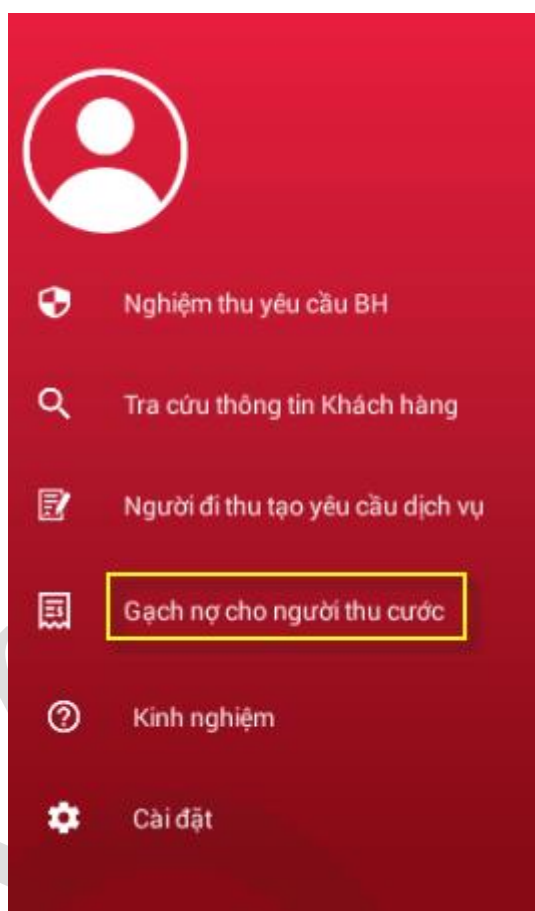 Nghiệm thu yêu cầu BH
Tra cứu thông tin Khách hàng
Người đi thu tạo yêu cầu dịch vụ
Gạch nợ cho người thu cước
Kinh nghiệm
Cài đặt